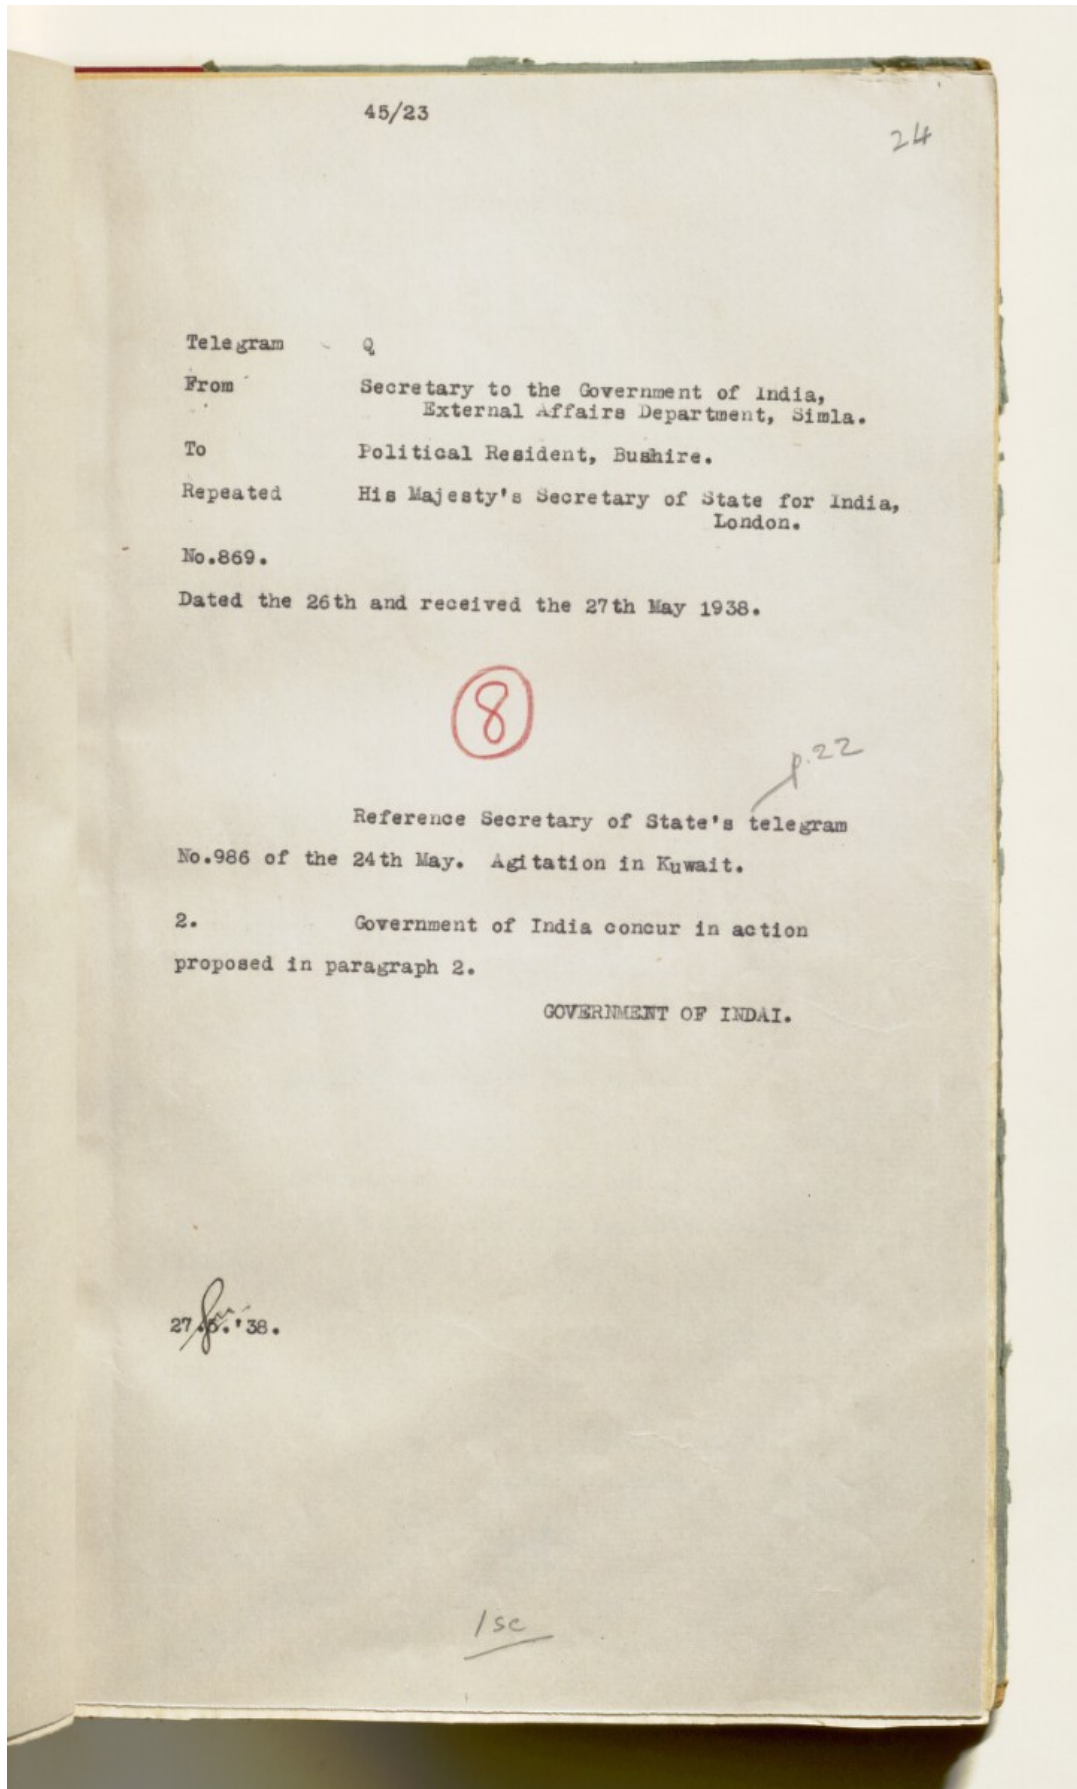 45/23
24
Telegram Q
From Secretary to the Government of India,
External Affairs Department, Simla.
To Political Resident, Bushire.
Repeated His Majesty's Secretary of State for India,
London.
No.869.
Dated the 26th and received the 27th May 1938.
8
p.22
Reference Secretary of State's telegram
No.986 of the 24th May. Agitation in Kuwait.
2. Government of India concur in action
proposed in paragraph 2.
GOVERNMENT OF INDAI.
27.5.'38.